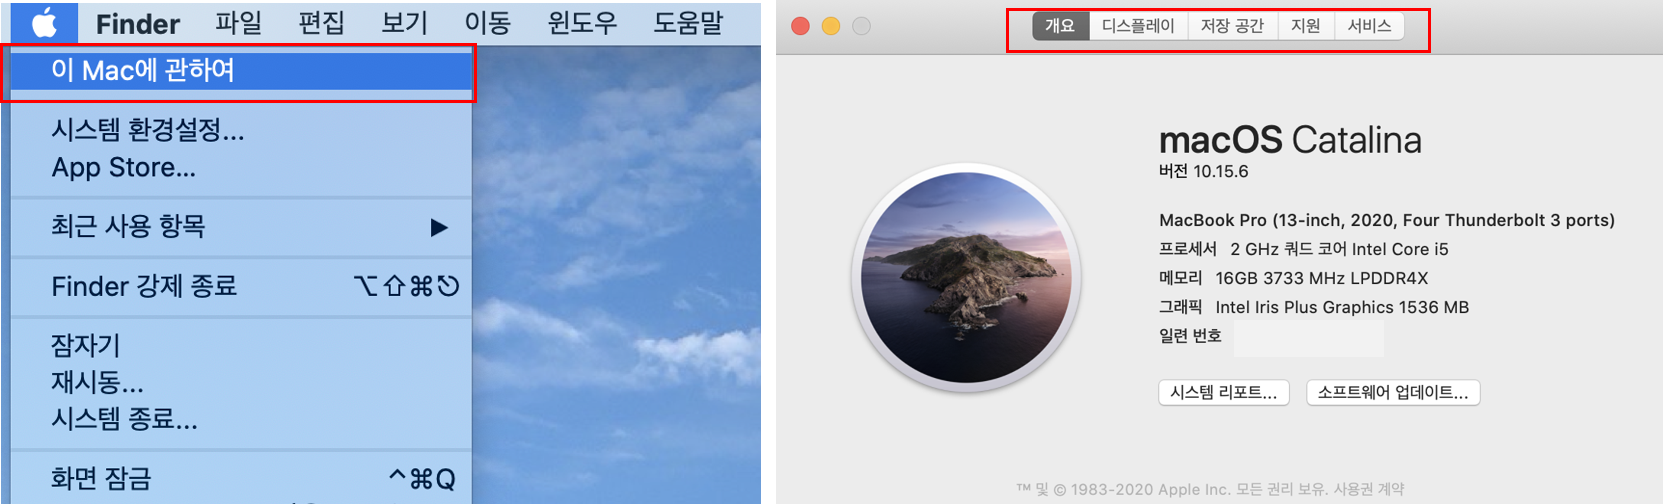 Finder 파일 편집 보기 이동 윈도우 도움말
이 Mac에 관하여
시스템 환경설정...
App Store...
최근 사용 항목 ▶
Finder 강제 종료 ⌥⇧⌘⎋
잠자기
재시동...
시스템 종료...
화면 잠금 ^⌘Q
개요 디스플레이 저장 공간 지원 서비스
macOS Catalina
버전 10.15.6
MacBook Pro (13-inch, 2020, Four Thunderbolt 3 ports)
프로세서 2 GHz 쿼드 코어 Intel Core i5
메모리 16GB 3733 MHz LPDDR4X
그래픽 Intel Iris Plus Graphics 1536 MB
일련 번호
시스템 리포트... 소프트웨어 업데이트...
™ 및 © 1983-2020 Apple Inc. 모든 권리 보유. 사용권 계약